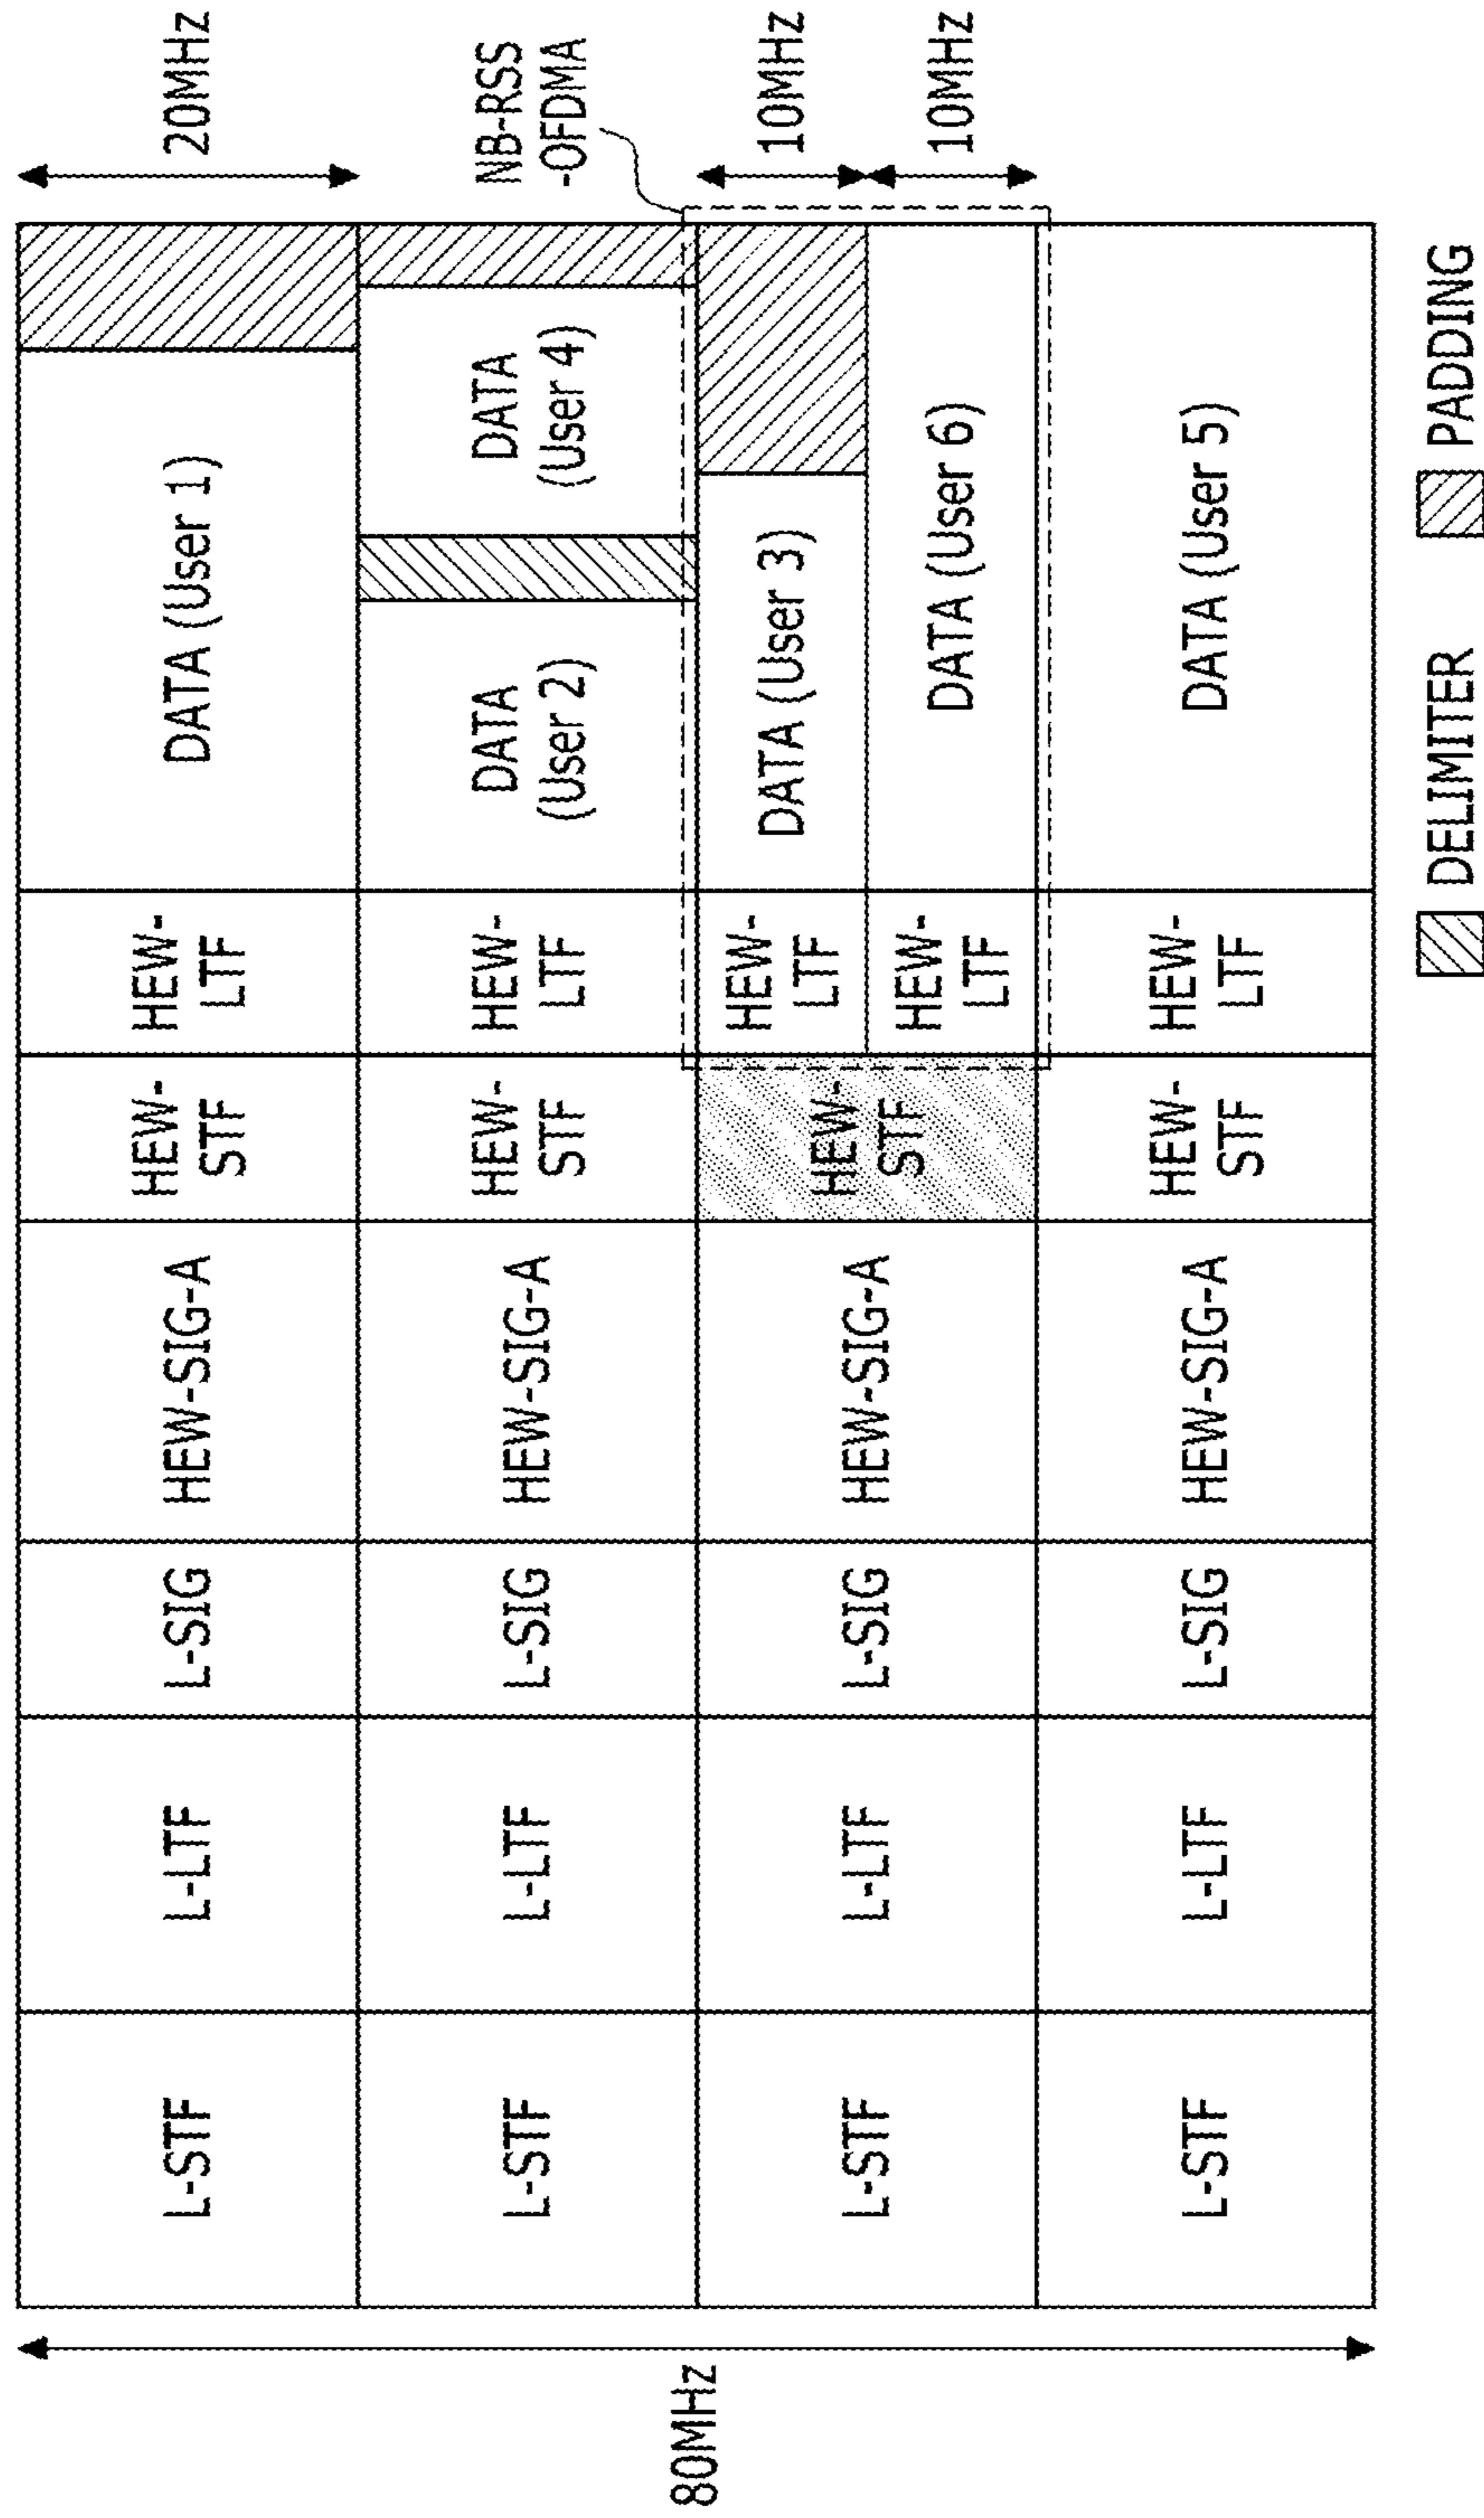 80MHz
L-STF
L-LTF
L-SIG
HEW-SIG-A
HEW-
STF
HEW-
LTF
DATA (User 1)
20MHz
L-STF
L-LTF
L-SIG
HEW-SIG-A
HEW-
STF
HEW-
LTF
DATA
(User 2)
DATA
(User 4)
NB-RSS
-OFDMA
L-STF
L-LTF
L-SIG
HEW-SIG-A
HEW-
STF
HEW-
LTF
DATA (User 3)
10MHz
HEW-
LTF
DATA (User 6)
10MHz
L-STF
L-LTF
L-SIG
HEW-SIG-A
HEW-
STF
HEW-
LTF
DATA (User 5)
DELIMITER
PADDING